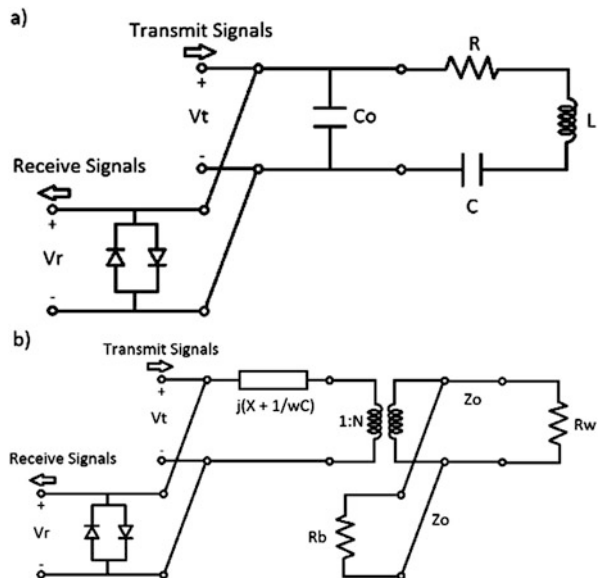 a)
Transmit Signals
+
Vt
-
R
Co
L
C
Receive Signals
+
Vr
-
b)
Transmit Signals
+
Vt
-
j(X + 1/wC)
1:N
Zo
Rw
Receive Signals
+
Vr
-
Rb
Zo